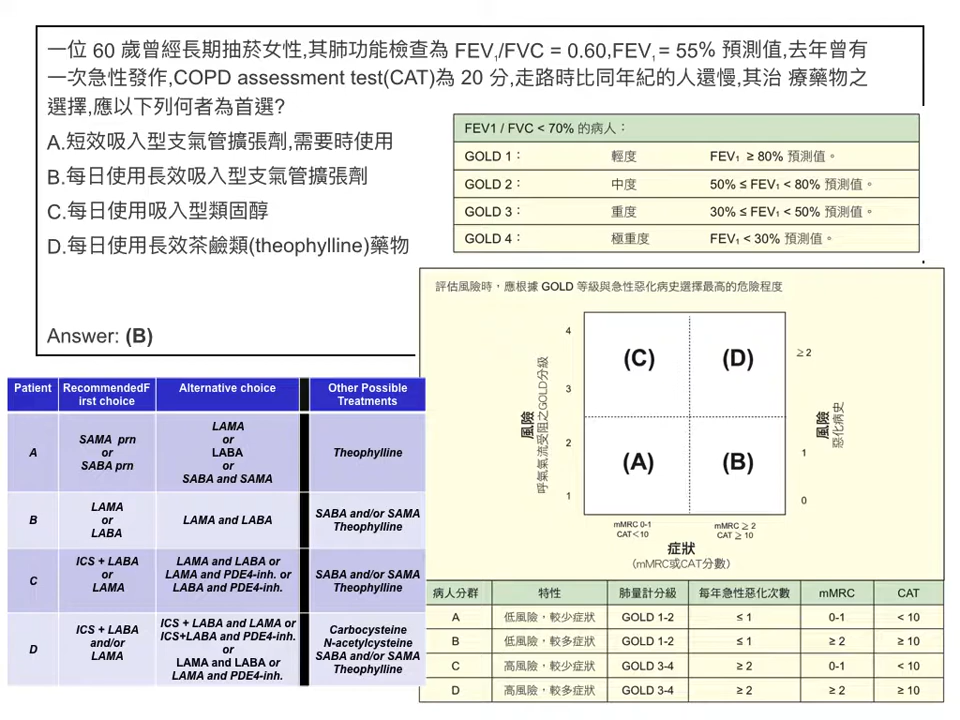 一位 60 歲曾經長期抽菸女性,其肺功能檢查為 FEV₁/FVC = 0.60,FEV₁ = 55% 預測值,去年曾有
一次急性發作,COPD assessment test(CAT)為 20 分,走路時比同年紀的人還慢,其治 療藥物之
選擇,應以下列何者為首選?
A.短效吸入型支氣管擴張劑,需要時使用
B.每日使用長效吸入型支氣管擴張劑
C.每日使用吸入型類固醇
D.每日使用長效茶鹼類(theophylline)藥物
Answer: (B)
FEV1 / FVC < 70% 的病人：
GOLD 1： 輕度 FEV₁ ≥ 80% 預測值。
GOLD 2： 中度 50% ≤ FEV₁ < 80% 預測值。
GOLD 3： 重度 30% ≤ FEV₁ < 50% 預測值。
GOLD 4： 極重度 FEV₁ < 30% 預測值。
評估風險時，應根據 GOLD 等級與急性惡化病史選擇最高的危險程度
風險
呼氣氣流受阻之GOLD分級
4
3
2
1
(C) (D)
(A) (B)
≥2
1
0
風險
惡化病史
mMRC 0-1
CAT＜10
mMRC ≥ 2
CAT ≥ 10
症狀
(mMRC或CAT分數)
Patient RecommendedF Alternative choice Other Possible
irst choice Treatments
A
SAMA prn
or
SABA prn
LAMA
or
LABA
or
SABA and SAMA
Theophylline
B
LAMA
or
LABA
LAMA and LABA
SABA and/or SAMA
Theophylline
C
ICS + LABA
or
LAMA
LAMA and LABA or
LAMA and PDE4-inh. or
LABA and PDE4-inh.
SABA and/or SAMA
Theophylline
D
ICS + LABA
and/or
LAMA
ICS + LABA and LAMA or
ICS+LABA and PDE4-inh.
or
LAMA and LABA or
LAMA and PDE4-inh.
Carbocysteine
N-acetylcysteine
SABA and/or SAMA
Theophylline
病人分群 特性 肺量計分級 每年急性惡化次數 mMRC CAT
A 低風險，較少症狀 GOLD 1-2 ≤ 1 0-1 < 10
B 低風險，較多症狀 GOLD 1-2 ≤ 1 ≥ 2 ≥ 10
C 高風險，較少症狀 GOLD 3-4 ≥ 2 0-1 < 10
D 高風險，較多症狀 GOLD 3-4 ≥ 2 ≥ 2 ≥ 10